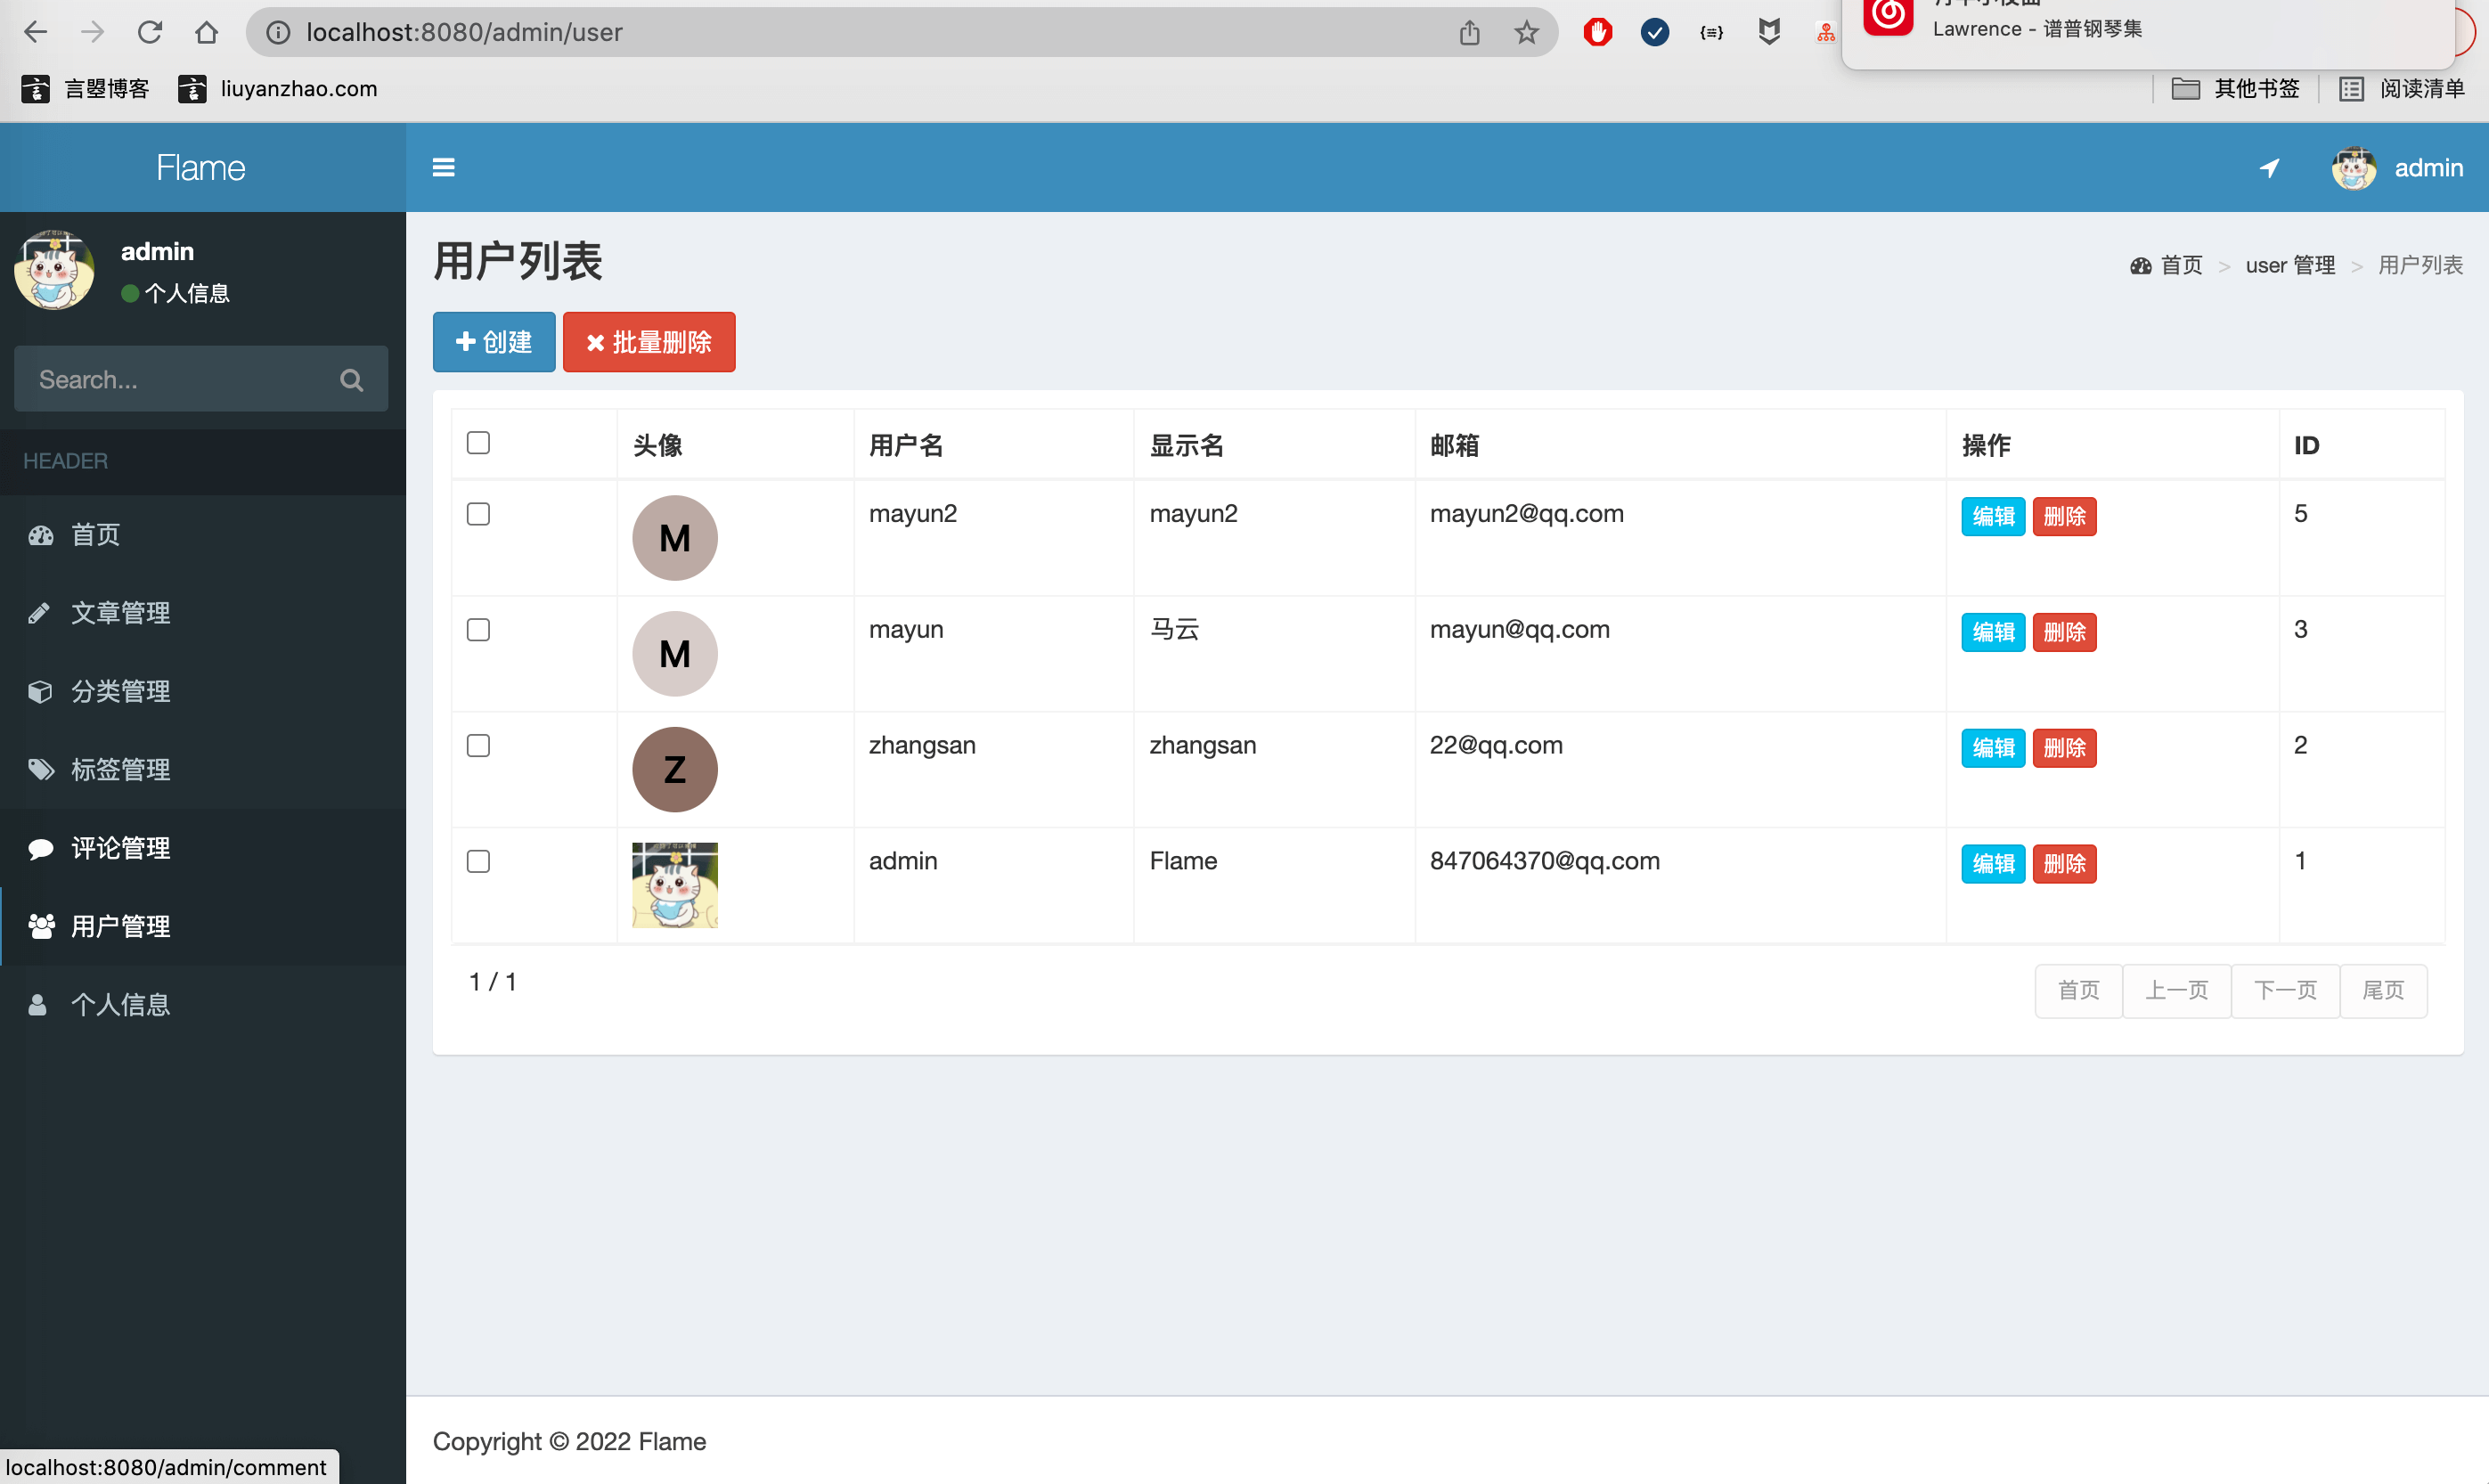 localhost:8080/admin/user
Lawrence - 谱普钢琴集
言曌博客
liuyanzhao.com
其他书签
阅读清单
Flame
admin
admin
个人信息
Search...
HEADER
首页
文章管理
分类管理
标签管理
评论管理
用户管理
个人信息
用户列表
首页 > user 管理 > 用户列表
创建
批量删除
头像 用户名 显示名 邮箱 操作 ID
M mayun2 mayun2 mayun2@qq.com 编辑 删除 5
M mayun 马云 mayun@qq.com 编辑 删除 3
Z zhangsan zhangsan 22@qq.com 编辑 删除 2
admin Flame 847064370@qq.com 编辑 删除 1
1 / 1
首页 上一页 下一页 尾页
Copyright © 2022 Flame
localhost:8080/admin/comment